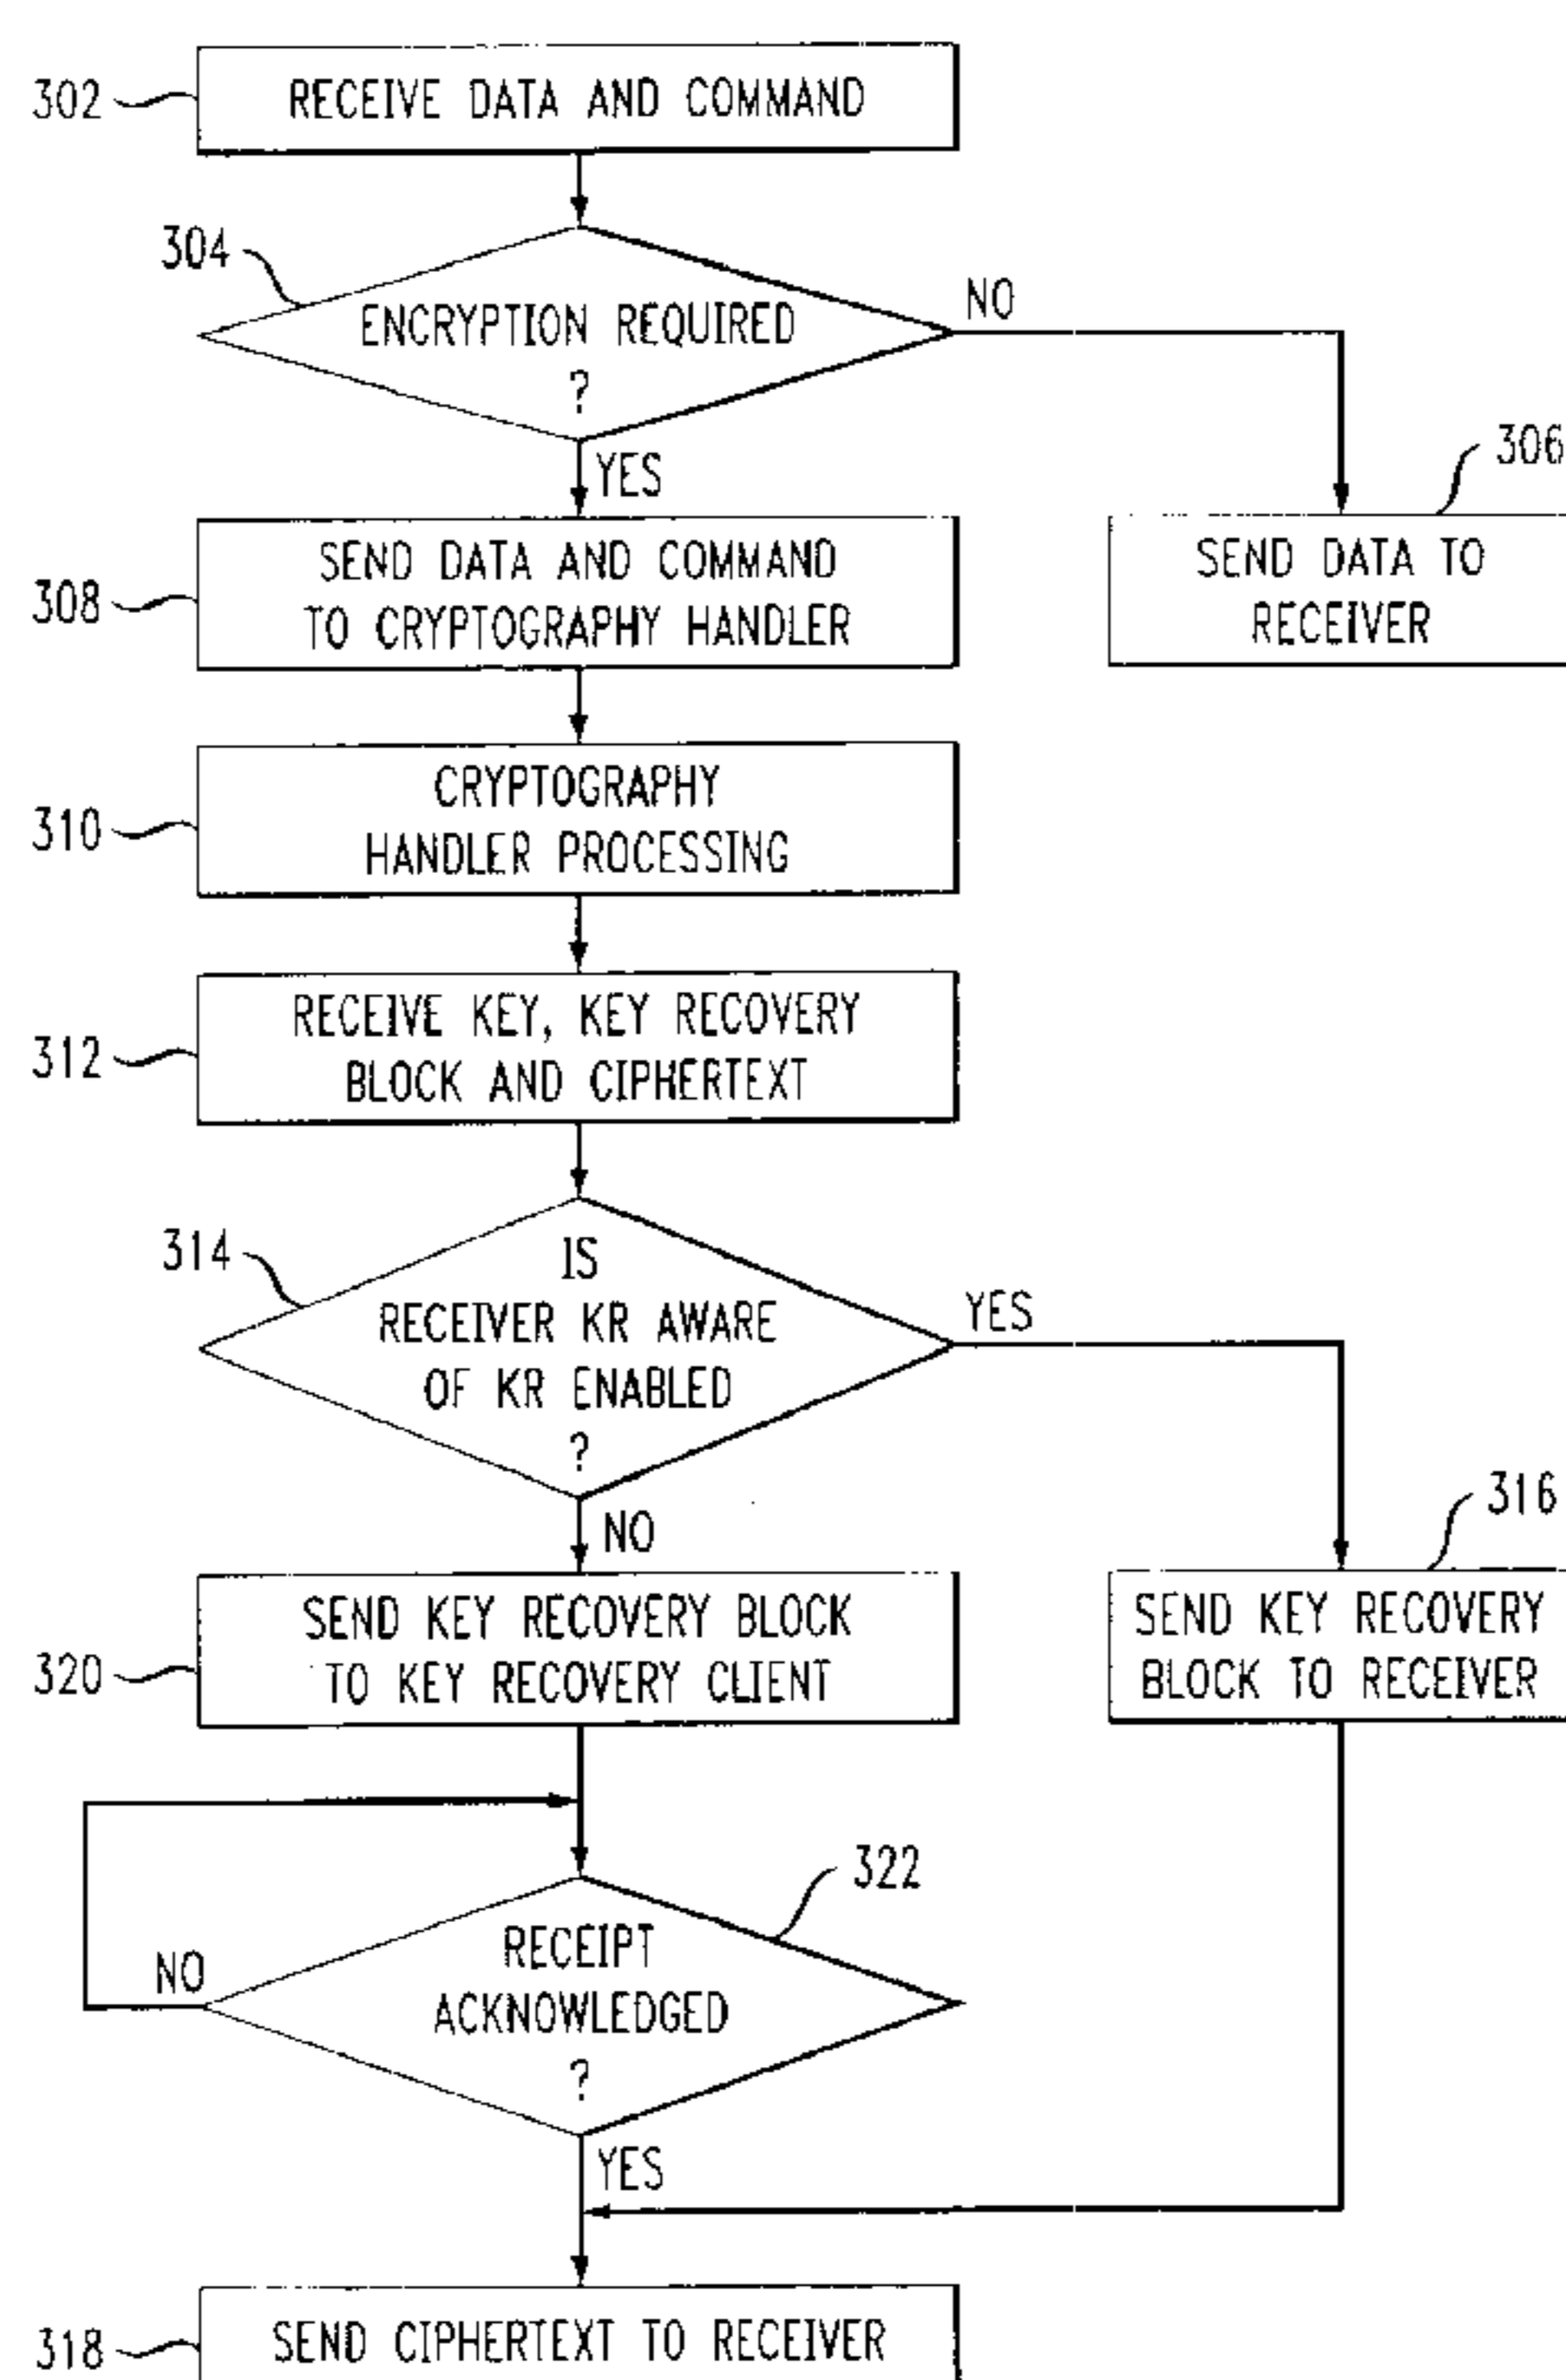 302
RECEIVE DATA AND COMMAND
304
ENCRYPTION REQUIRED
?
NO
YES
306
SEND DATA TO
RECEIVER
308
SEND DATA AND COMMAND
TO CRYPTOGRAPHY HANDLER
310
CRYPTOGRAPHY
HANDLER PROCESSING
312
RECEIVE KEY, KEY RECOVERY
BLOCK AND CIPHERTEXT
314
IS
RECEIVER KR AWARE
OF KR ENABLED
?
YES
NO
316
SEND KEY RECOVERY
BLOCK TO RECEIVER
320
SEND KEY RECOVERY BLOCK
TO KEY RECOVERY CLIENT
322
RECEIPT
ACKNOWLEDGED
?
NO
YES
318
SEND CIPHERTEXT TO RECEIVER